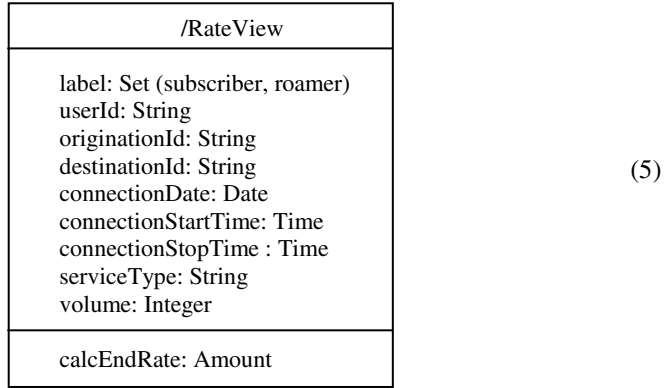 /RateView
label: Set (subscriber, roamer)
userId: String
originationId: String
destinationId: String
connectionDate: Date
connectionStartTime: Time
connectionStopTime : Time
serviceType: String
volume: Integer
calcEndRate: Amount
(5)